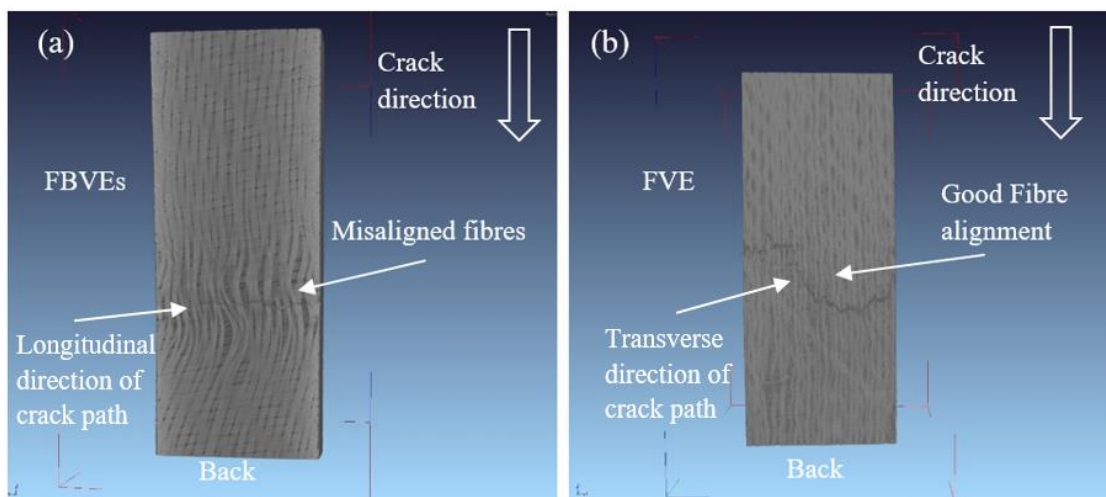 (a)
Crack
direction
FBVEs
Misaligned fibres
Longitudinal
direction of
crack path
Back
(b)
Crack
direction
FVE
Good Fibre
alignment
Transverse
direction of
crack path
Back